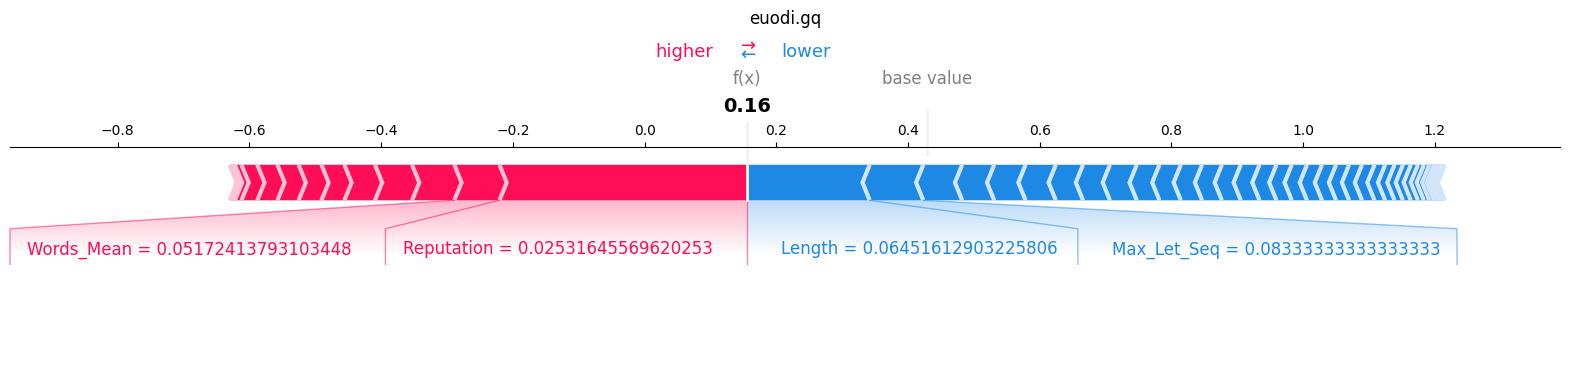 euodi.gq
higher → lower
←
f(x) base value
0.16
−0.8 −0.6 −0.4 −0.2 0.0 0.2 0.4 0.6 0.8 1.0 1.2
Words_Mean = 0.05172413793103448 Reputation = 0.02531645569620253 Length = 0.06451612903225806 Max_Let_Seq = 0.08333333333333333